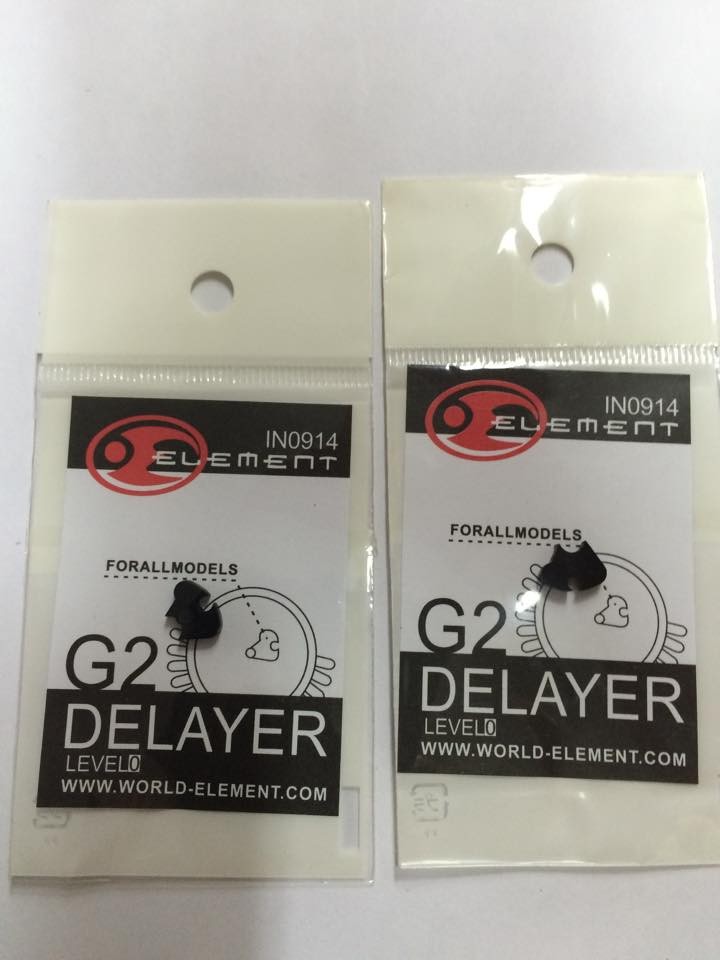 IN0914
ELEMENT
FORALLMODELS
G2
DELAYER
LEVEL0
WWW.WORLD-ELEMENT.COM
IN0914
ELEMENT
FORALLMODELS
G2
DELAYER
LEVEL0
WWW.WORLD-ELEMENT.COM